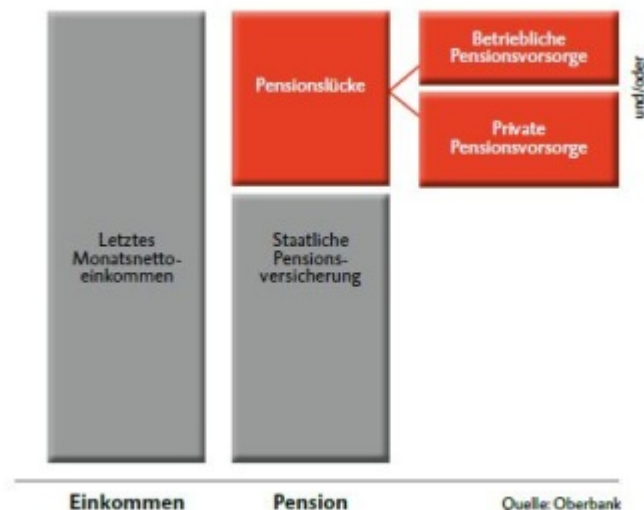 Betriebliche
Pensionsvorsorge
Pensionslücke
und/oder
Private
Pensionsvorsorge
Letztes
Monatsnetto-
einkommen
Staatliche
Pensions-
versicherung
Einkommen
Pension
Quelle: Oberbank